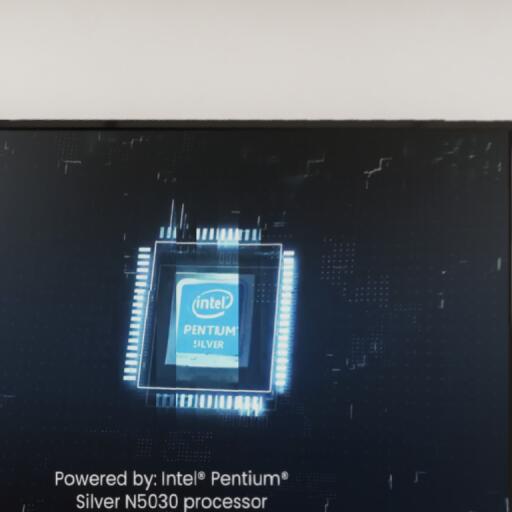 intel
PENTIUM
SILVER
Powered by: Intel® Pentium®
Silver N5030 processor